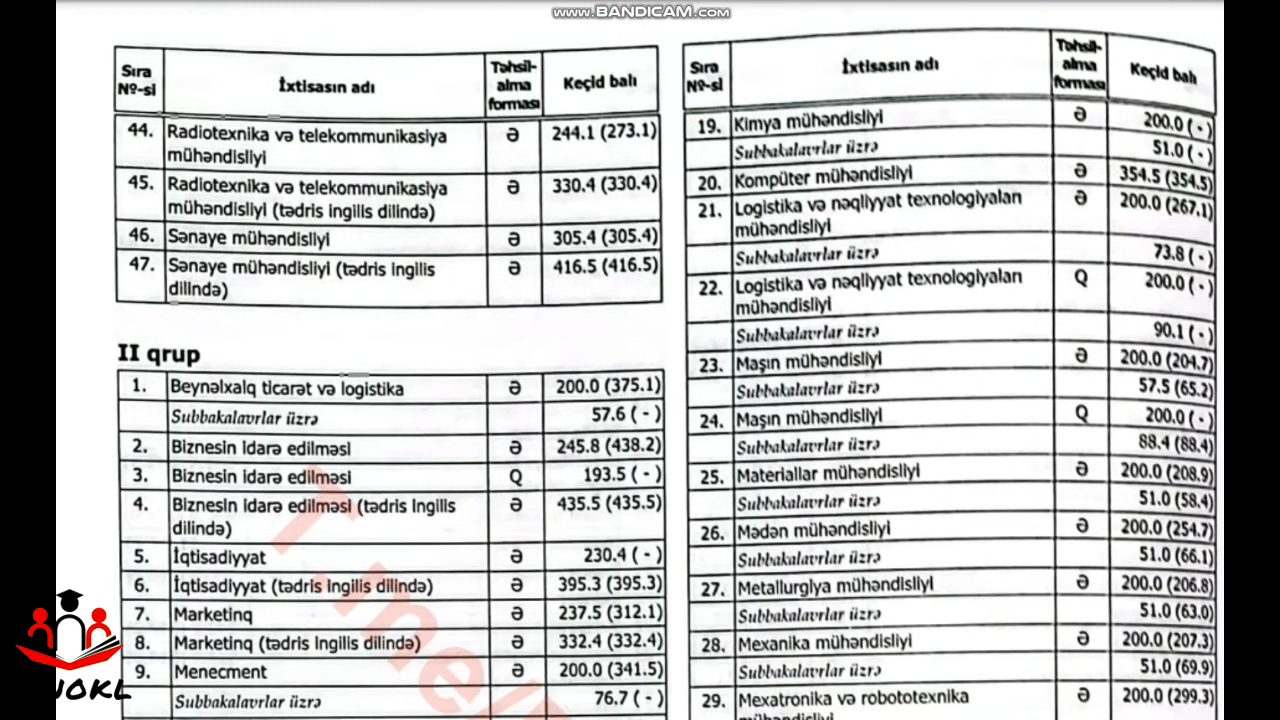 www.BANDICAM.com
Sıra Nº-si İxtisasın adı Təhsil-alma forması Keçid balı
44. Radiotexnika və telekommunikasiya Ə 244.1 (273.1)
mühəndisliyi
45. Radiotexnika və telekommunikasiya Ə 330.4 (330.4)
mühəndisliyi (tədris ingilis dilində)
46. Sənaye mühəndisliyi Ə 305.4 (305.4)
47. Sənaye mühəndisliyi (tədris ingilis Ə 416.5 (416.5)
dilində)
II qrup
1. Beynəlxalq ticarət və logistika Ə 200.0 (375.1)
Subbakalavrlar üzrə 57.6 ( - )
2. Biznesin idarə edilməsi Ə 245.8 (438.2)
3. Biznesin idarə edilməsi Q 193.5 ( - )
4. Biznesin idarə edilməsi (tədris ingilis Ə 435.5 (435.5)
dilində)
5. İqtisadiyyat Ə 230.4 ( - )
6. İqtisadiyyat (tədris ingilis dilində) Ə 395.3 (395.3)
7. Marketinq Ə 237.5 (312.1)
8. Marketinq (tədris ingilis dilində) Ə 332.4 (332.4)
9. Menecment Ə 200.0 (341.5)
Subbakalavrlar üzrə 76.7 ( - )
Sıra Nº-si İxtisasın adı Təhsil-alma forması Keçid balı
19. Kimya mühəndisliyi Ə 200.0 ( - )
Subbakalavrlar üzrə 51.0 ( - )
20. Kompüter mühəndisliyi Ə 354.5 (354.5)
21. Logistika və nəqliyyat texnologiyaları Ə 200.0 (267.1)
mühəndisliyi
Subbakalavrlar üzrə 73.8 ( - )
22. Logistika və nəqliyyat texnologiyaları Q 200.0 ( - )
mühəndisliyi
Subbakalavrlar üzrə 90.1 ( - )
23. Maşın mühəndisliyi Ə 200.0 (204.7)
Subbakalavrlar üzrə 57.5 (65.2)
24. Maşın mühəndisliyi Q 200.0 ( - )
Subbakalavrlar üzrə 88.4 (88.4)
25. Materiallar mühəndisliyi Ə 200.0 (208.9)
Subbakalavrlar üzrə 51.0 (58.4)
26. Mədən mühəndisliyi Ə 200.0 (254.7)
Subbakalavrlar üzrə 51.0 (66.1)
27. Metallurgiya mühəndisliyi Ə 200.0 (206.8)
Subbakalavrlar üzrə 51.0 (63.0)
28. Mexanika mühəndisliyi Ə 200.0 (207.3)
Subbakalavrlar üzrə 51.0 (69.9)
29. Mexatronika və robototexnika Ə 200.0 (299.3)
mühəndisliyi
T.me/